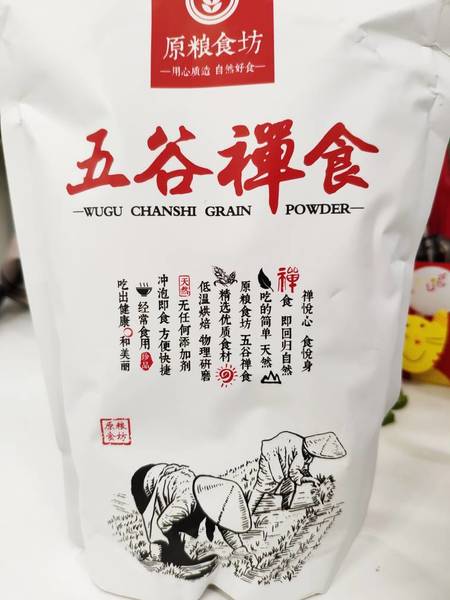 原粮食坊
用心质造 自然好食
五谷禅食
WUGU CHANSHI GRAIN POWDER
禅悦心 食悦身
禪食 即回归自然
吃的简单 天然
原粮食坊 五谷禅食
精选优质食材
低温烘焙 物理研磨
天然 无任何添加剂
冲泡即食 方便快捷
经常食用 珍品
吃出健康和美丽
原粮
食坊